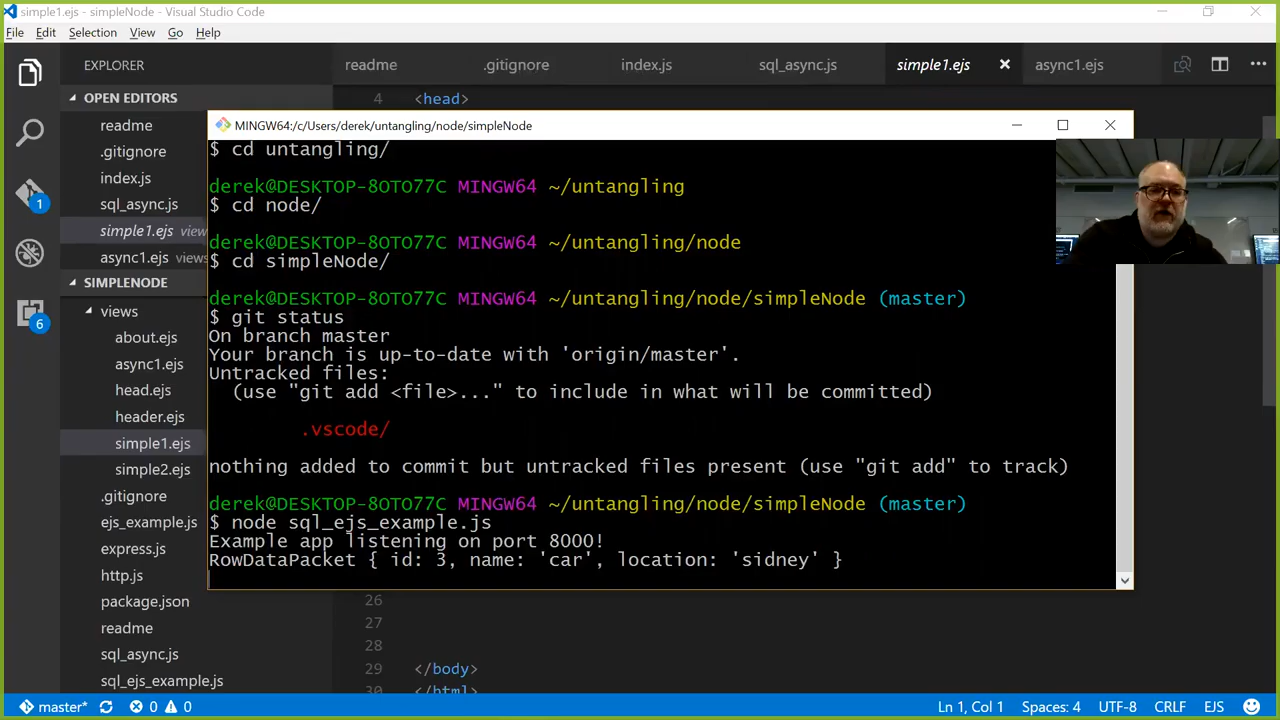 simple1.ejs - simpleNode - Visual Studio Code
File Edit Selection View Go Help
EXPLORER
OPEN EDITORS
readme
.gitignore
index.js
sql_async.js
simple1.ejs view
async1.ejs views
SIMPLENODE
views
about.ejs
async1.ejs
head.ejs
header.ejs
simple1.ejs
simple2.ejs
.gitignore
ejs_example.js
express.js
http.js
package.json
readme
sql_async.js
sql_ejs_example.js
1
6
readme .gitignore index.js sql_async.js simple1.ejs async1.ejs
4 <head>
MINGW64:/c/Users/derek/untangling/node/simpleNode
$ cd untangling/
derek@DESKTOP-8OTO77C MINGW64 ~/untangling
$ cd node/
derek@DESKTOP-8OTO77C MINGW64 ~/untangling/node
$ cd simpleNode/
derek@DESKTOP-8OTO77C MINGW64 ~/untangling/node/simpleNode (master)
$ git status
On branch master
Your branch is up-to-date with 'origin/master'.
Untracked files:
(use "git add <file>..." to include in what will be committed)
.vscode/
nothing added to commit but untracked files present (use "git add" to track)
derek@DESKTOP-8OTO77C MINGW64 ~/untangling/node/simpleNode (master)
$ node sql_ejs_example.js
Example app listening on port 8000!
RowDataPacket { id: 3, name: 'car', location: 'sidney' }
26
27
28
29 </body>
30 </html>
master* 0 0 Ln 1, Col 1 Spaces: 4 UTF-8 CRLF EJS